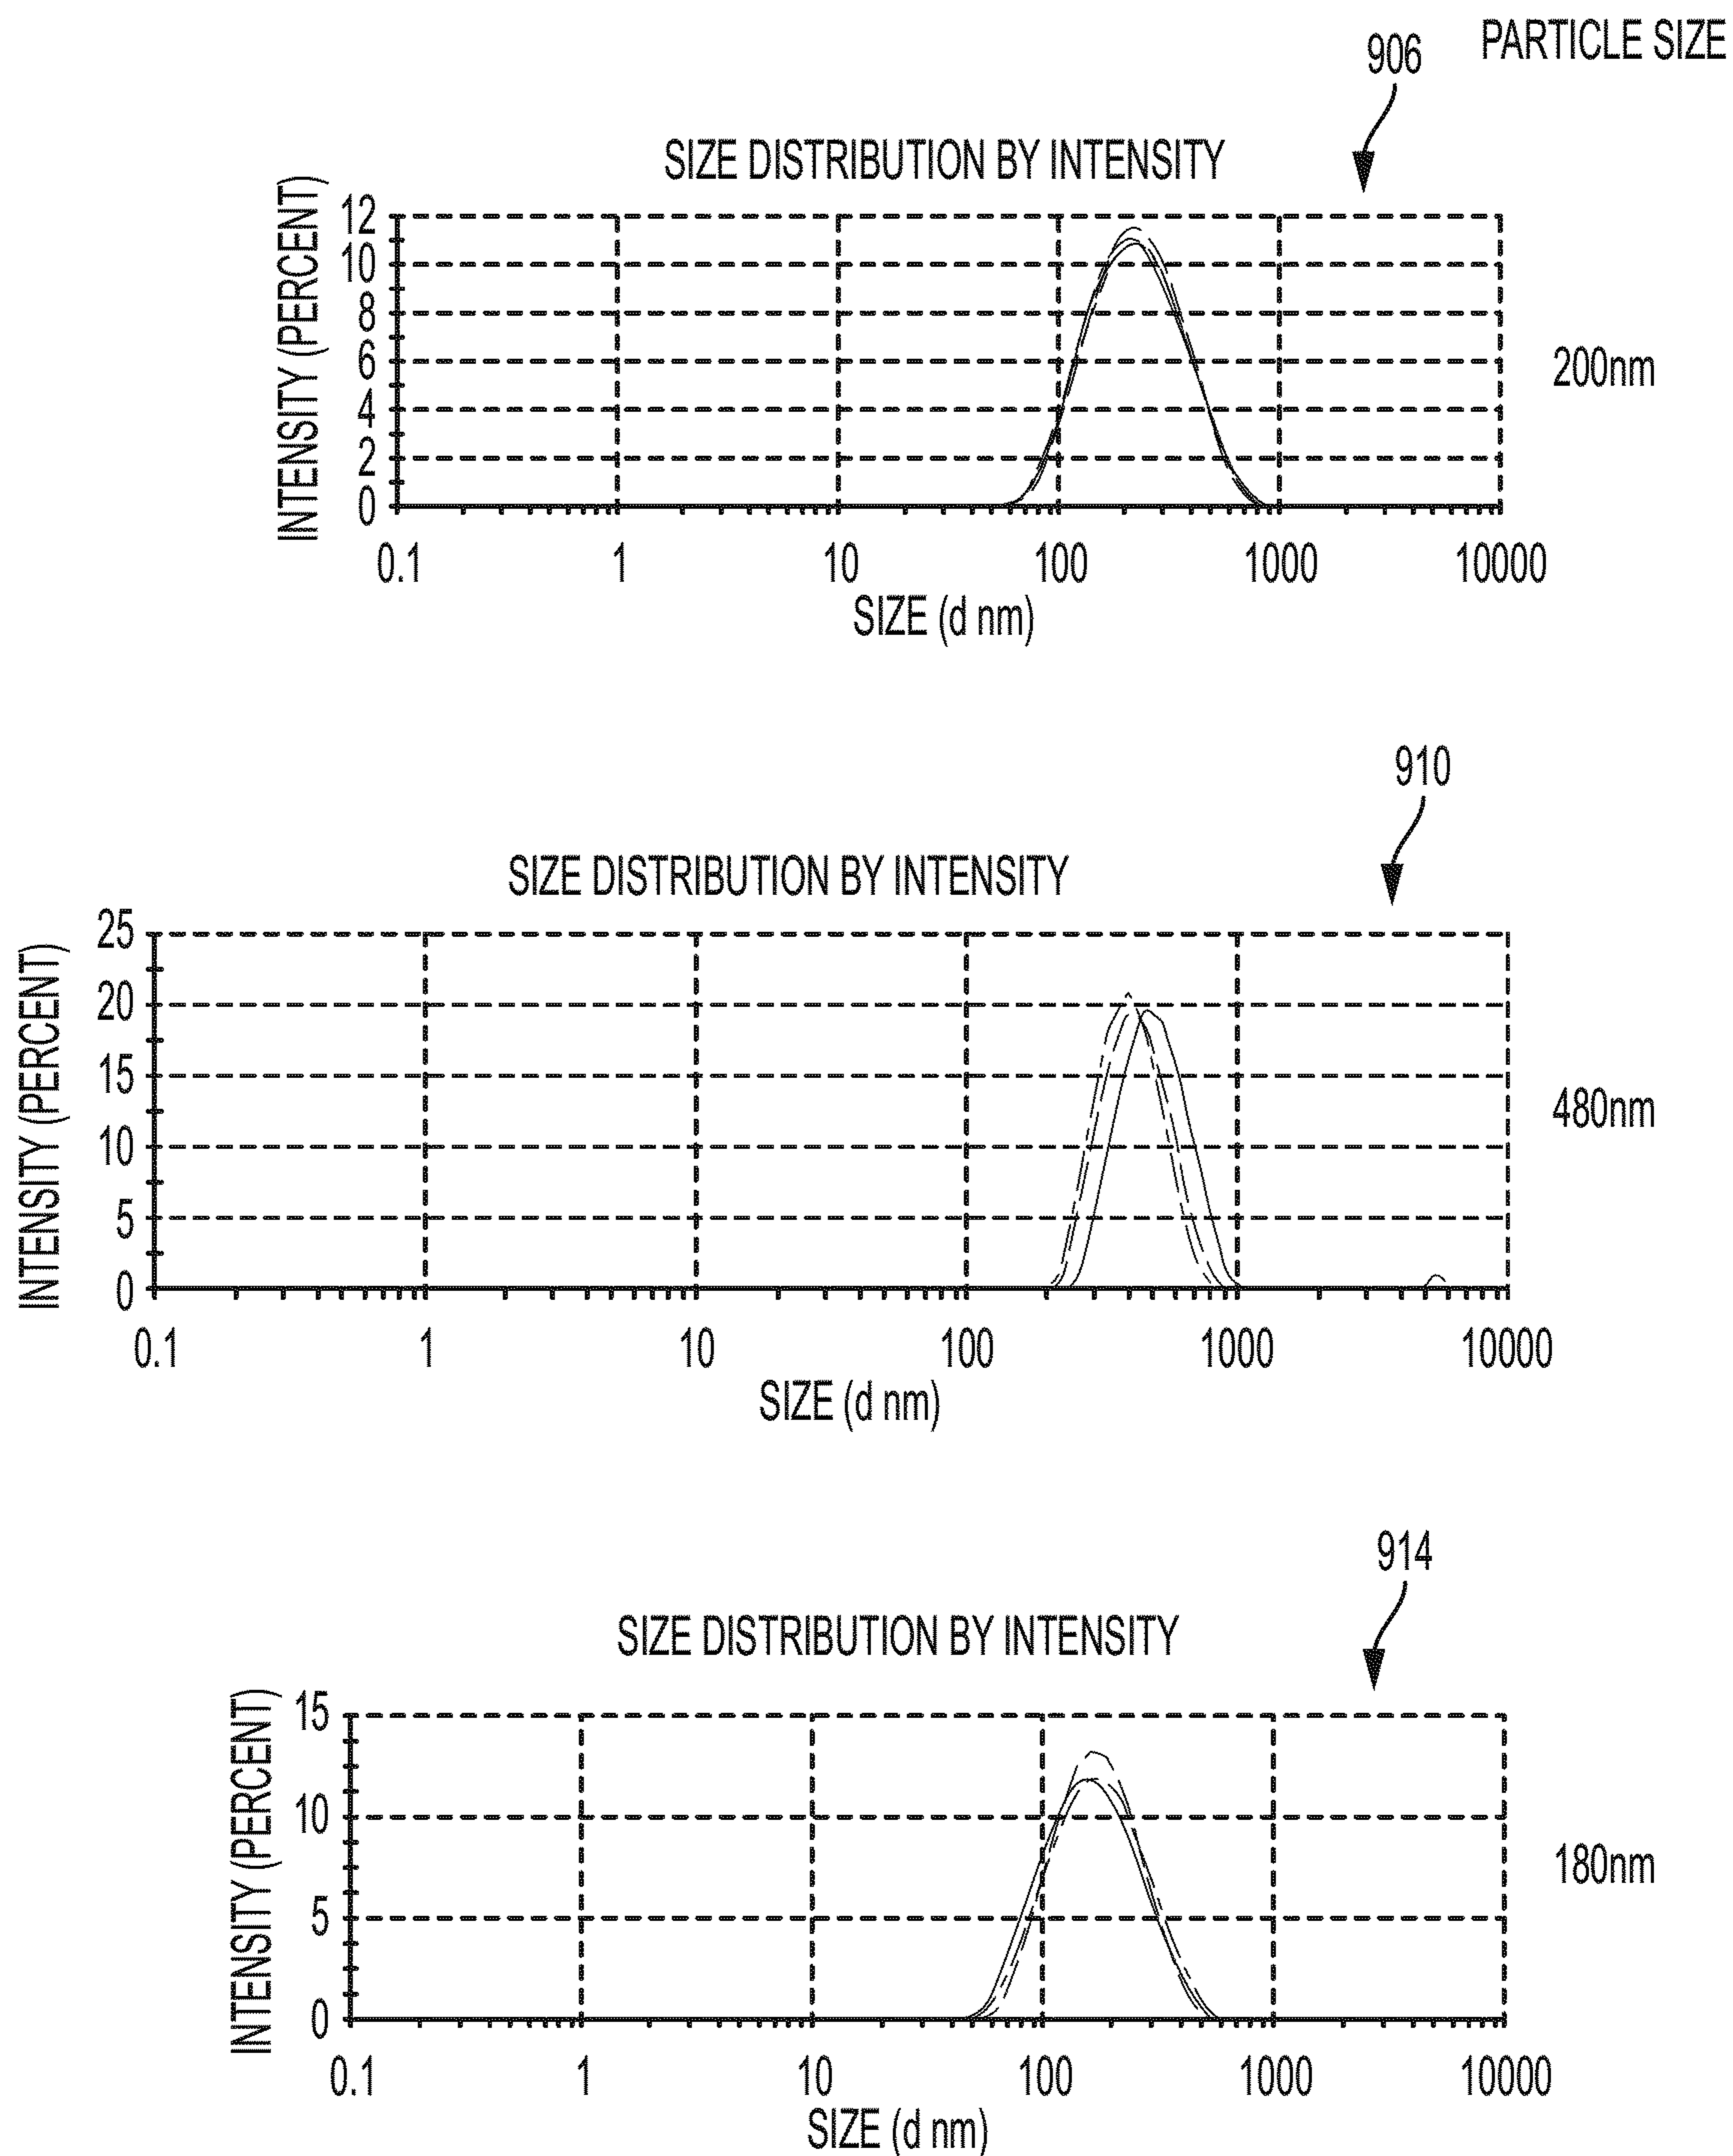 PARTICLE SIZE
906
SIZE DISTRIBUTION BY INTENSITY
INTENSITY (PERCENT)
12
10
8
6
4
2
0
0.1 1 10 100 1000 10000
SIZE (d nm)
200nm
910
SIZE DISTRIBUTION BY INTENSITY
INTENSITY (PERCENT)
25
20
15
10
5
0
0.1 1 10 100 1000 10000
SIZE (d nm)
480nm
914
SIZE DISTRIBUTION BY INTENSITY
INTENSITY (PERCENT)
15
10
5
0
0.1 1 10 100 1000 10000
SIZE (d nm)
180nm